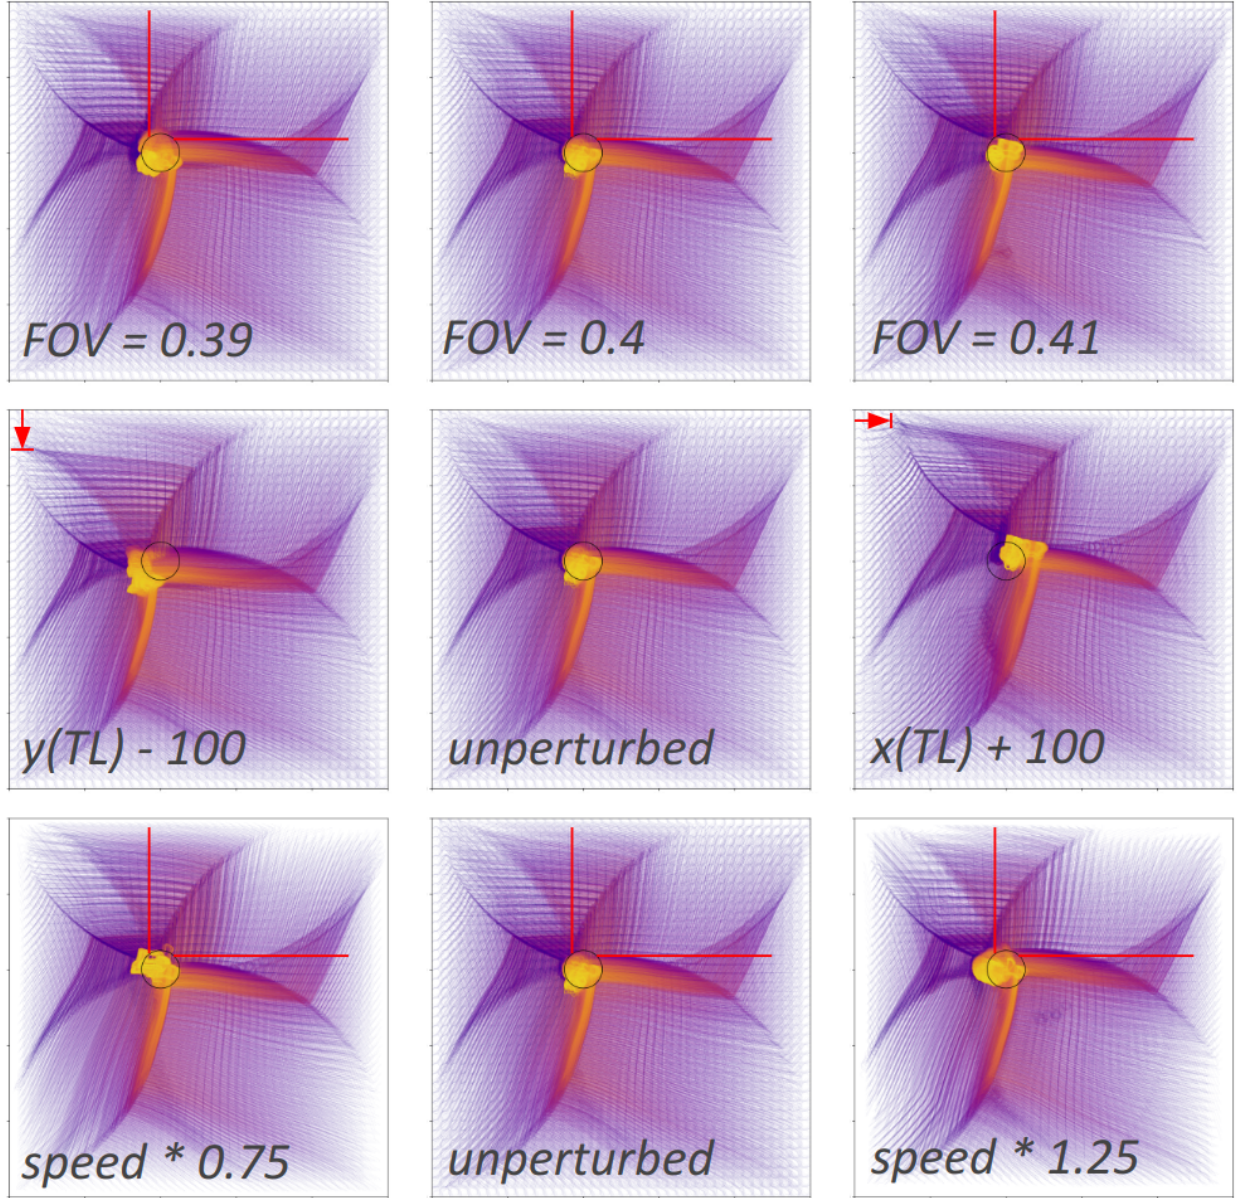 FOV = 0.39
FOV = 0.4
FOV = 0.41
y(TL) - 100
unperturbed
x(TL) + 100
speed * 0.75
unperturbed
speed * 1.25